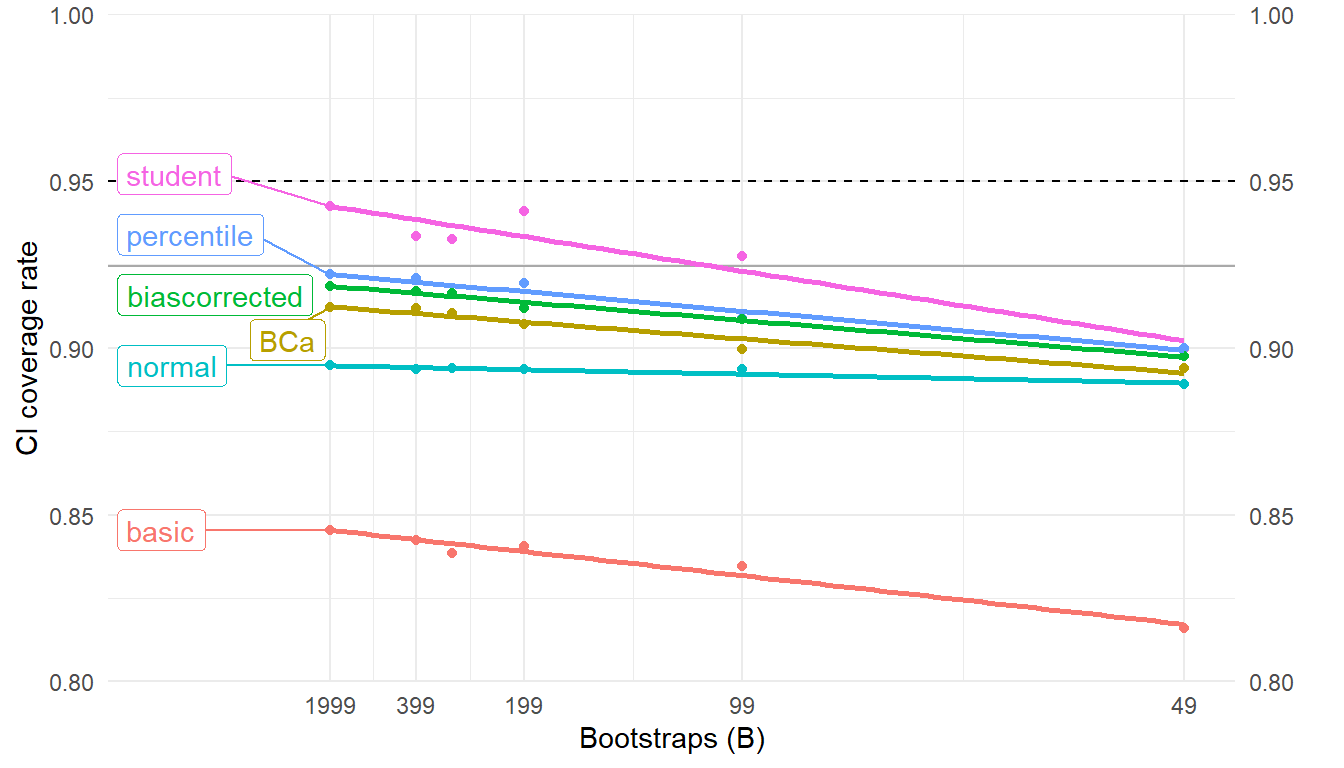 1.00
1.00
student
0.95
0.95
percentile
biascorrected
BCa
0.90
0.90
normal
CI coverage rate
basic
0.85
0.85
0.80
0.80
1999 399 199 99 49
Bootstraps (B)